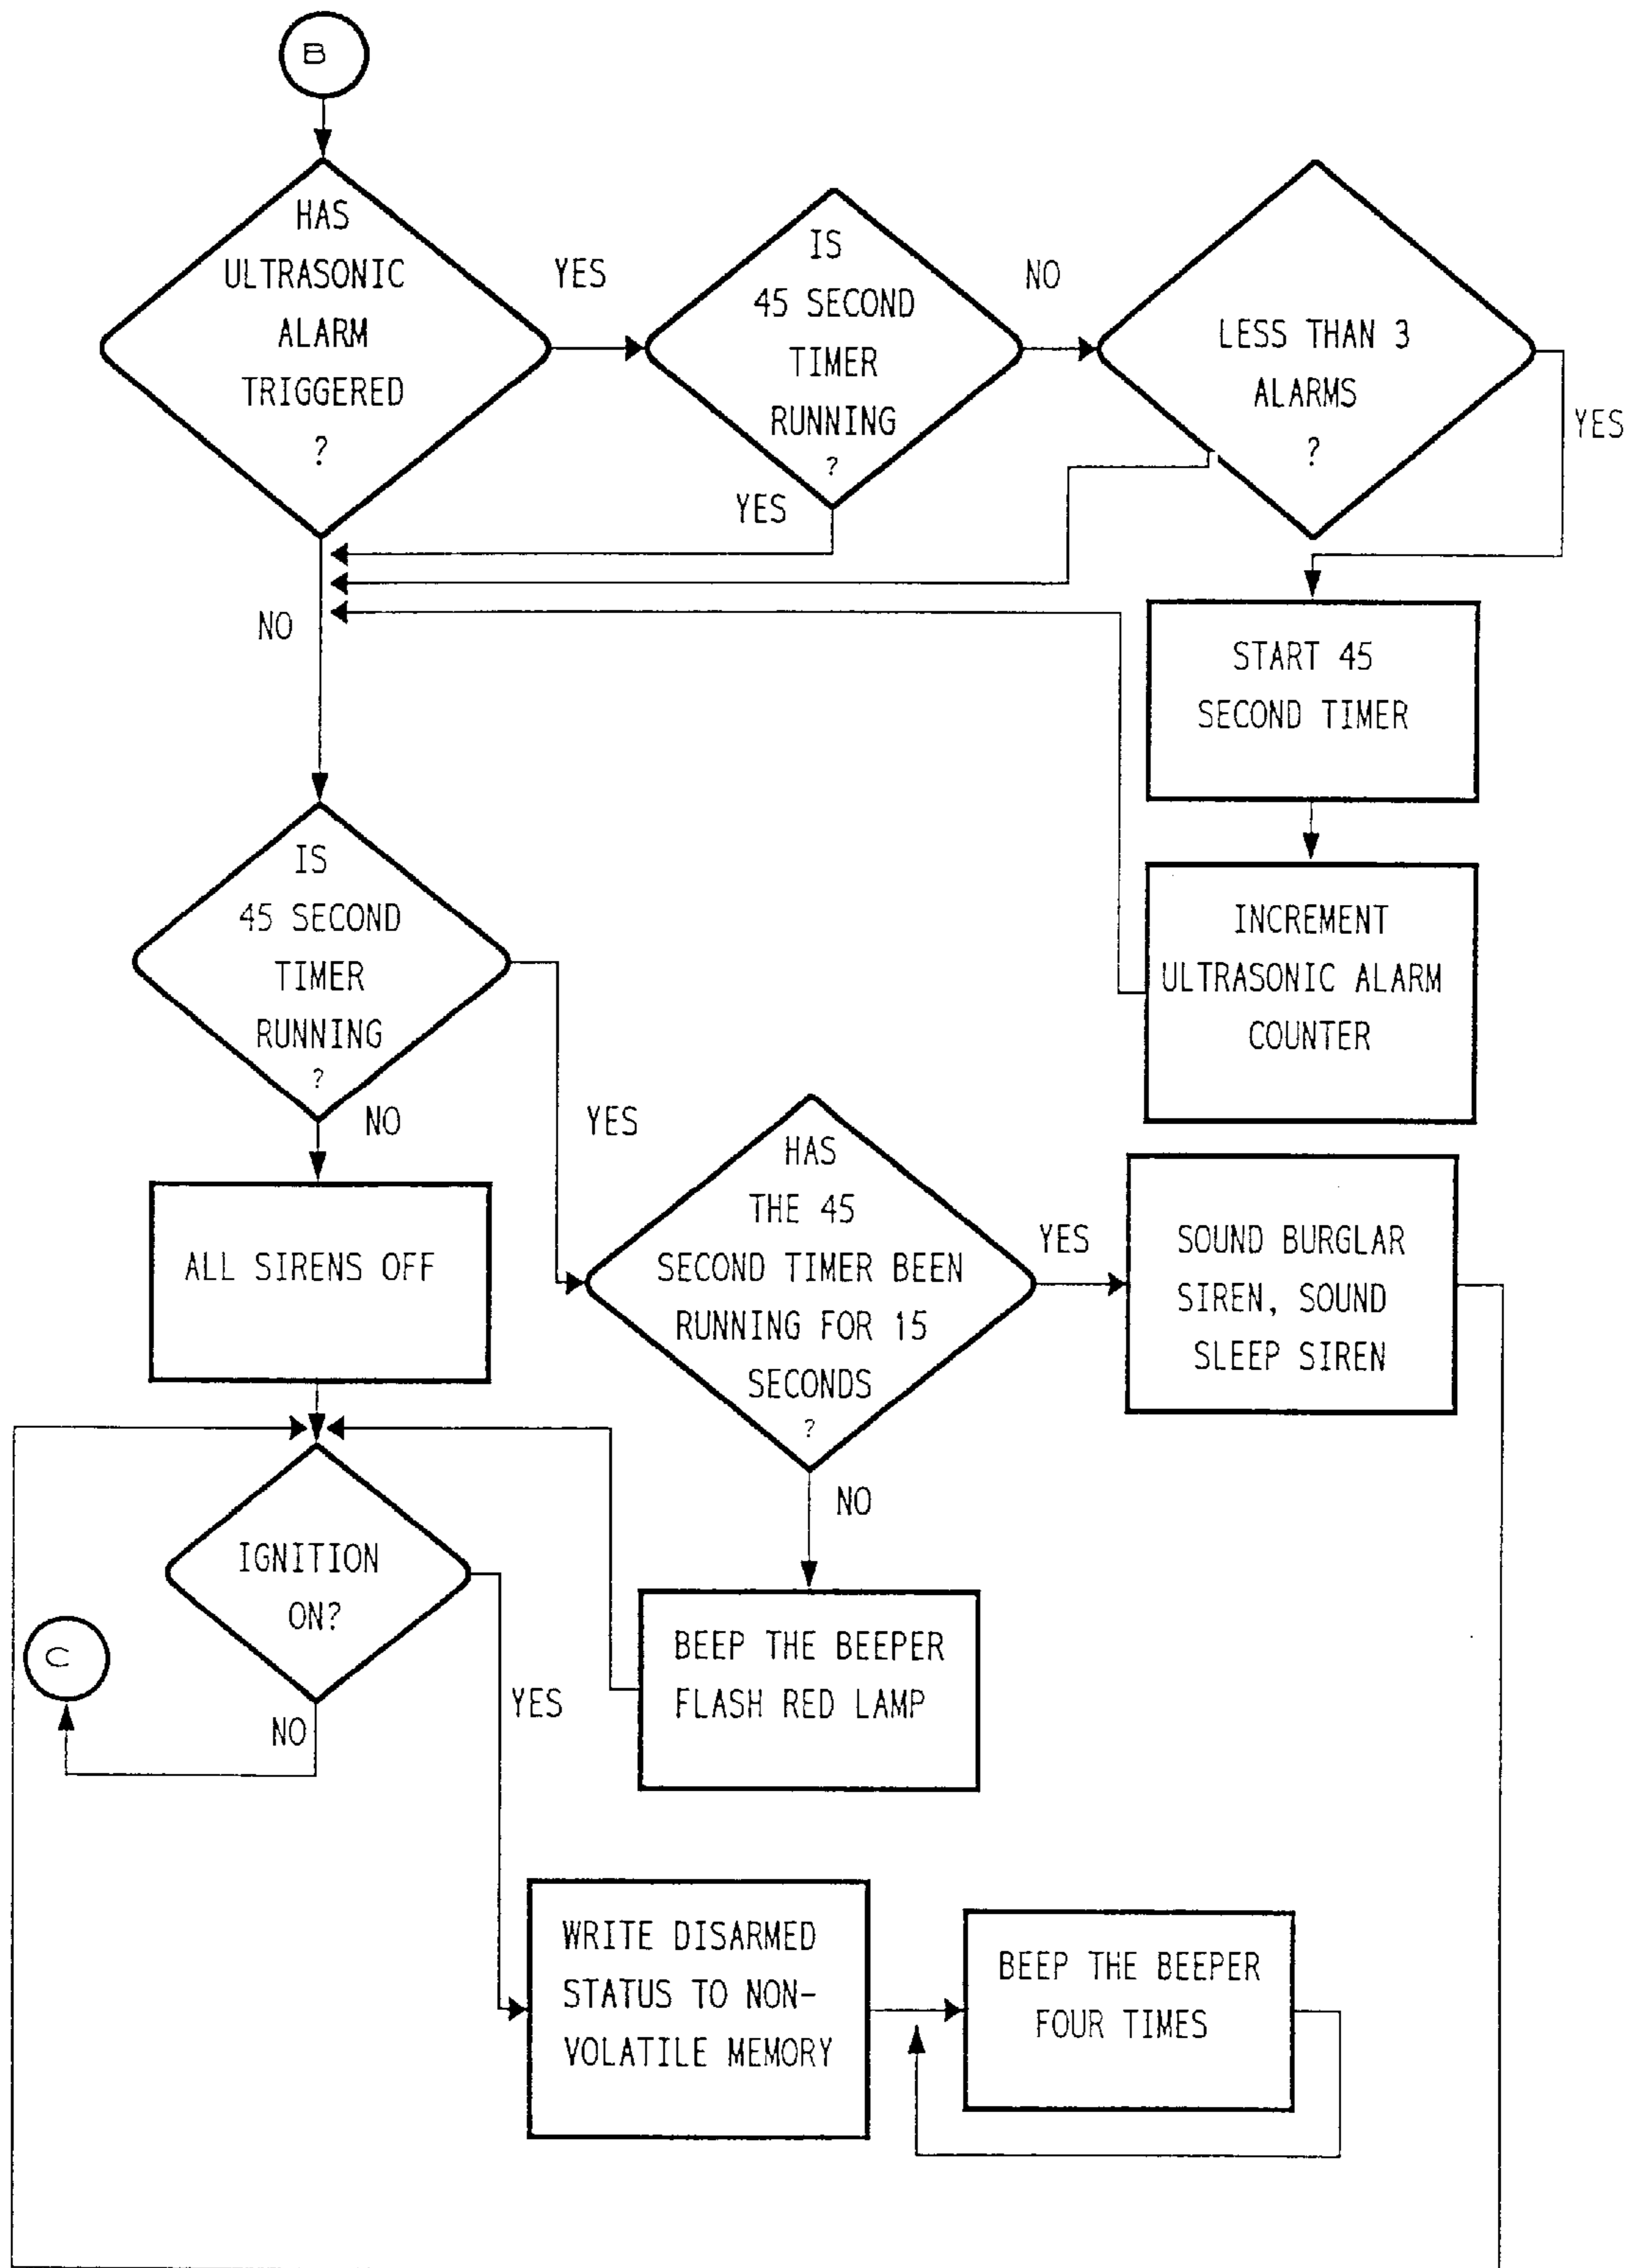 B
HAS
ULTRASONIC
ALARM
TRIGGERED
?
YES
IS
45 SECOND
TIMER
RUNNING
?
YES
NO
LESS THAN 3
ALARMS
?
YES
NO
START 45
SECOND TIMER
INCREMENT
ULTRASONIC ALARM
COUNTER
IS
45 SECOND
TIMER
RUNNING
?
NO
YES
HAS
THE 45
SECOND TIMER BEEN
RUNNING FOR 15
SECONDS
?
YES
SOUND BURGLAR
SIREN, SOUND
SLEEP SIREN
ALL SIRENS OFF
NO
IGNITION
ON?
C
NO
YES
BEEP THE BEEPER
FLASH RED LAMP
WRITE DISARMED
STATUS TO NON-
VOLATILE MEMORY
BEEP THE BEEPER
FOUR TIMES